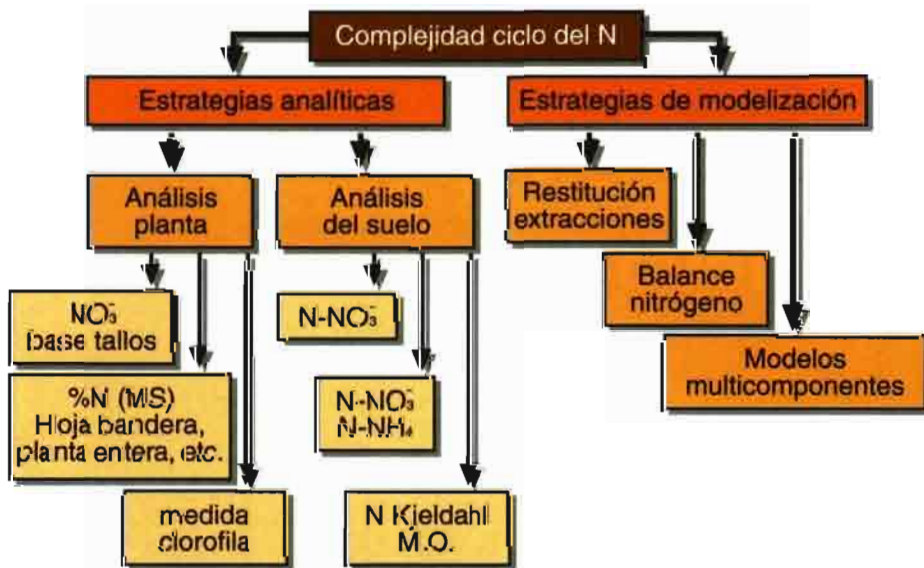 Complejidad ciclo del N
Estrategias analíticas
Estrategias de modelización
Análisis
planta
Análisis
del suelo
Restitución
extracciones
Balance
nitrógeno
Modelos
multicomponentes
NO₃⁻
base tallos
%N (MS)
Hoja bandera,
planta entera, etc.
medida
clorofila
N-NO₃⁻
N-NO₃⁻
N-NH₄
N Kjeldahl
M.O.